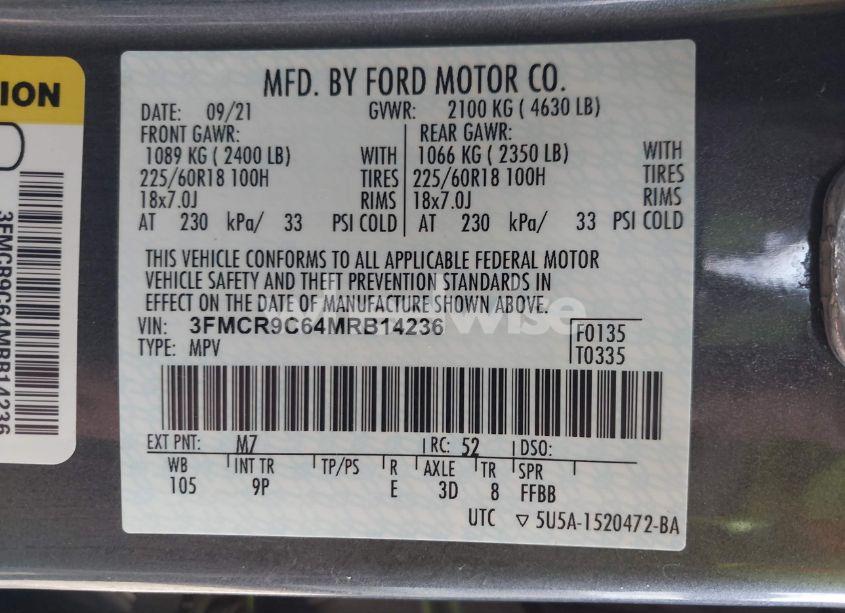 ION
3FMCR9C64MRB14236
MFD. BY FORD MOTOR CO.
DATE: 09/21 GVWR: 2100 KG ( 4630 LB)
FRONT GAWR: REAR GAWR:
1089 KG ( 2400 LB) WITH 1066 KG ( 2350 LB) WITH
225/60R18 100H TIRES 225/60R18 100H TIRES
18x7.0J RIMS 18x7.0J RIMS
AT 230 kPa/ 33 PSI COLD AT 230 kPa/ 33 PSI COLD
THIS VEHICLE CONFORMS TO ALL APPLICABLE FEDERAL MOTOR
VEHICLE SAFETY AND THEFT PREVENTION STANDARDS IN
EFFECT ON THE DATE OF MANUFACTURE SHOWN ABOVE.
VIN: 3FMCR9C64MRB14236 F0135
TYPE: MPV T0335
EXT PNT: M7 RC: 52 DSO:
WB INT TR TP/PS R AXLE TR SPR
105 9P E 3D 8 FFBB
UTC ▽ 5U5A-1520472-BA